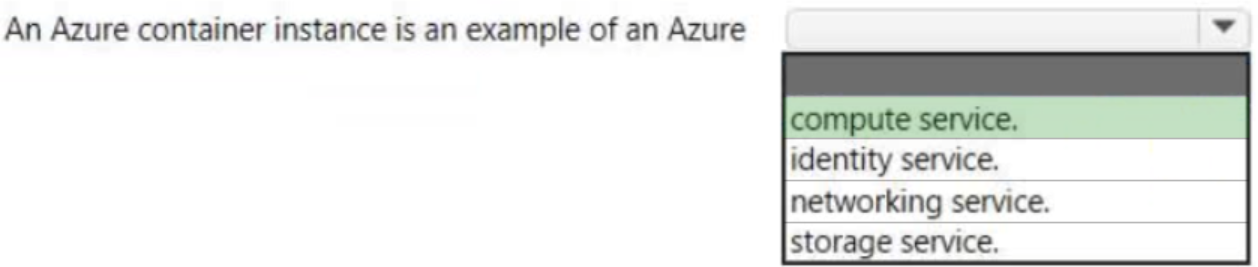 An Azure container instance is an example of an Azure
compute service.
identity service.
networking service.
storage service.